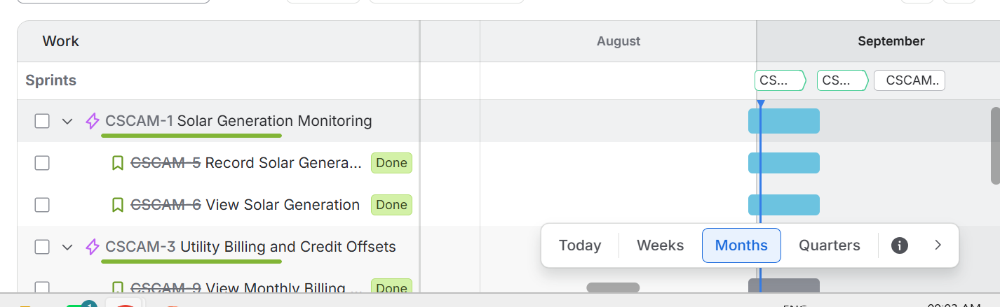 Work August September
Sprints CS... CS... CSCAM..
CSCAM-1 Solar Generation Monitoring
CSCAM-5 Record Solar Genera... Done
CSCAM-6 View Solar Generation Done
CSCAM-3 Utility Billing and Credit Offsets
Today Weeks Months Quarters
CSCAM-9 View Monthly Billing ... Done